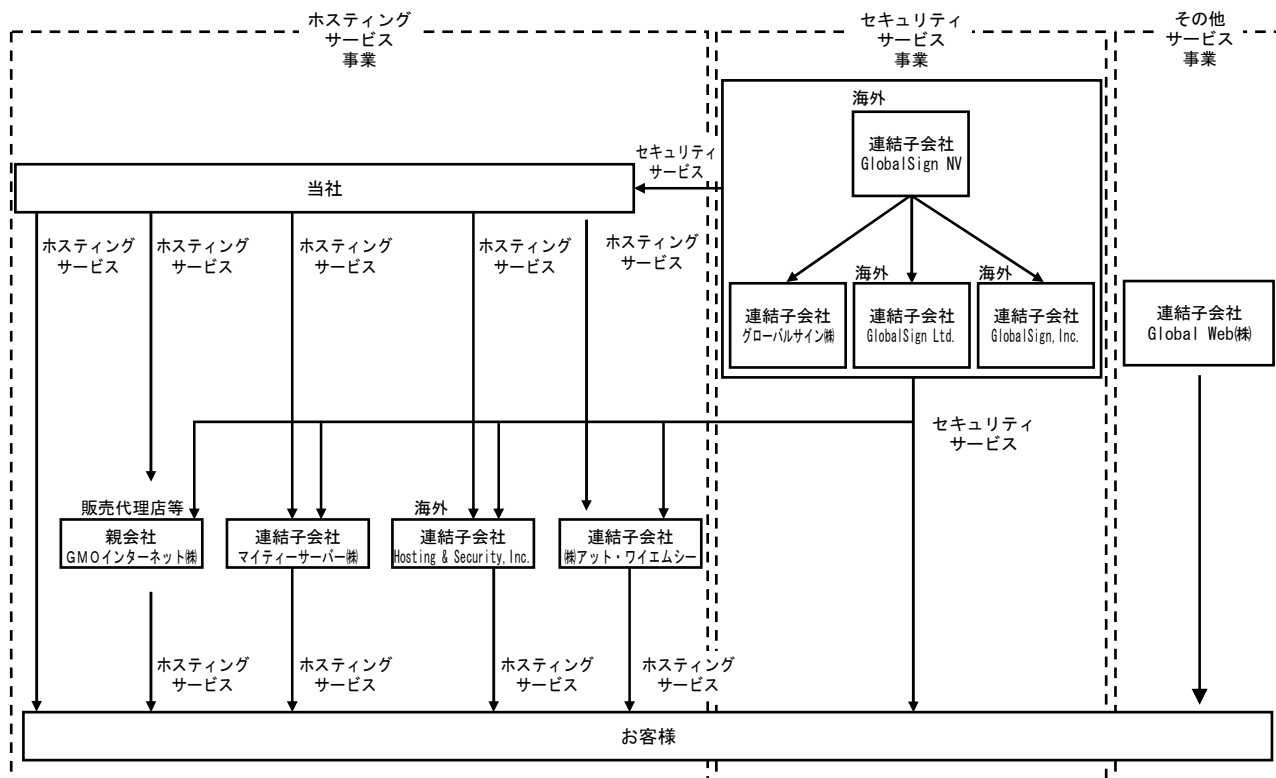 ホスティング
サービス
事業
セキュリティ
サービス
事業
その他
サービス
事業
海外
連結子会社
GlobalSign NV
セキュリティ
サービス
当社
ホスティング
サービス
ホスティング
サービス
ホスティング
サービス
ホスティング
サービス
ホスティング
サービス
海外
海外
連結子会社
グローバルサイン㈱
連結子会社
GlobalSign Ltd.
連結子会社
GlobalSign, Inc.
連結子会社
Global Web㈱
セキュリティ
サービス
販売代理店等
海外
親会社
GMOインターネット㈱
連結子会社
マイティーサーバー㈱
連結子会社
Hosting & Security, Inc.
連結子会社
㈱アット・ワイエムシー
ホスティング
サービス
ホスティング
サービス
ホスティング
サービス
ホスティング
サービス
お客様